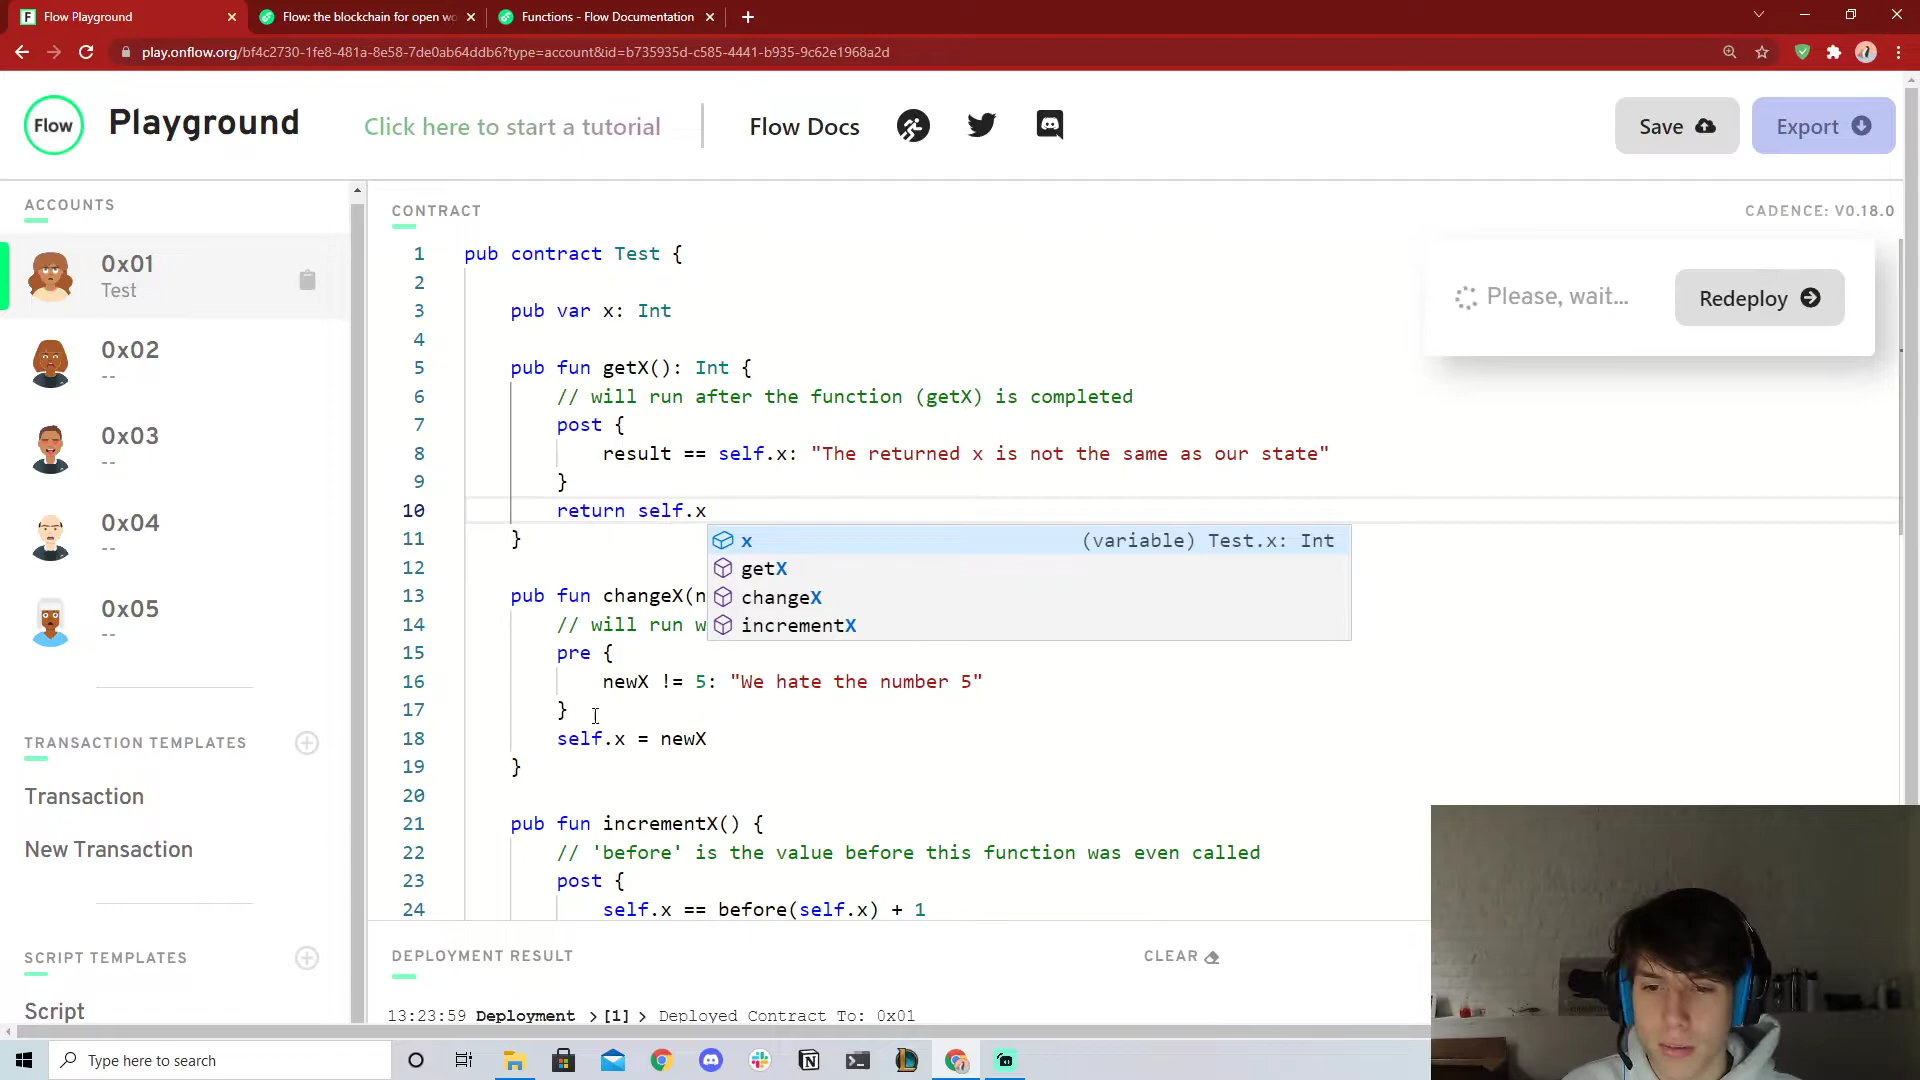 Flow Playground
Flow: the blockchain for open wo
Functions - Flow Documentation
play.onflow.org/bf4c2730-1fe8-481a-8e58-7de0ab64ddb6?type=account&id=b735935d-c585-4441-b935-9c62e1968a2d
Flow
Playground
Click here to start a tutorial
Flow Docs
Save
Export
ACCOUNTS
0x01
Test
0x02
--
0x03
--
0x04
--
0x05
--
TRANSACTION TEMPLATES
Transaction
New Transaction
SCRIPT TEMPLATES
Script
CONTRACT
CADENCE: V0.18.0
Please, wait...
Redeploy
1 pub contract Test {
2
3 pub var x: Int
4
5 pub fun getX(): Int {
6 // will run after the function (getX) is completed
7 post {
8 result == self.x: "The returned x is not the same as our state"
9 }
10 return self.x
11 }
12
13 pub fun changeX(n
14 // will run w
15 pre {
16 newX != 5: "We hate the number 5"
17 }
18 self.x = newX
19 }
20
21 pub fun incrementX() {
22 // 'before' is the value before this function was even called
23 post {
24 self.x == before(self.x) + 1
x (variable) Test.x: Int
getX
changeX
incrementX
DEPLOYMENT RESULT
CLEAR
13:23:59 Deployment >[1] > Deployed Contract To: 0x01
Type here to search